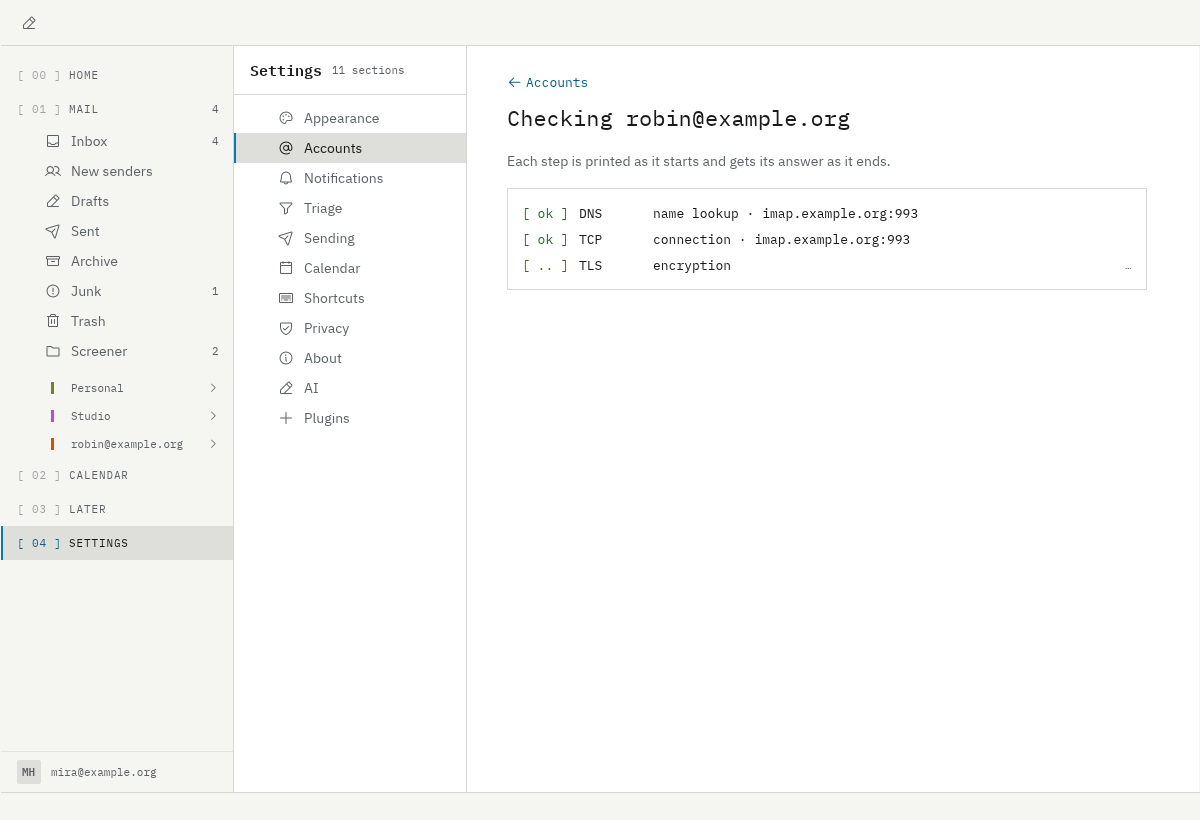 [ 00 ] HOME
[ 01 ] MAIL 4
Inbox 4
New senders
Drafts
Sent
Archive
Junk 1
Trash
Screener 2
Personal
Studio
robin@example.org
[ 02 ] CALENDAR
[ 03 ] LATER
[ 04 ] SETTINGS
MH mira@example.org
Settings 11 sections
Appearance
Accounts
Notifications
Triage
Sending
Calendar
Shortcuts
Privacy
About
AI
Plugins
← Accounts
Checking robin@example.org
Each step is printed as it starts and gets its answer as it ends.
[ ok ] DNS name lookup · imap.example.org:993
[ ok ] TCP connection · imap.example.org:993
[ .. ] TLS encryption …